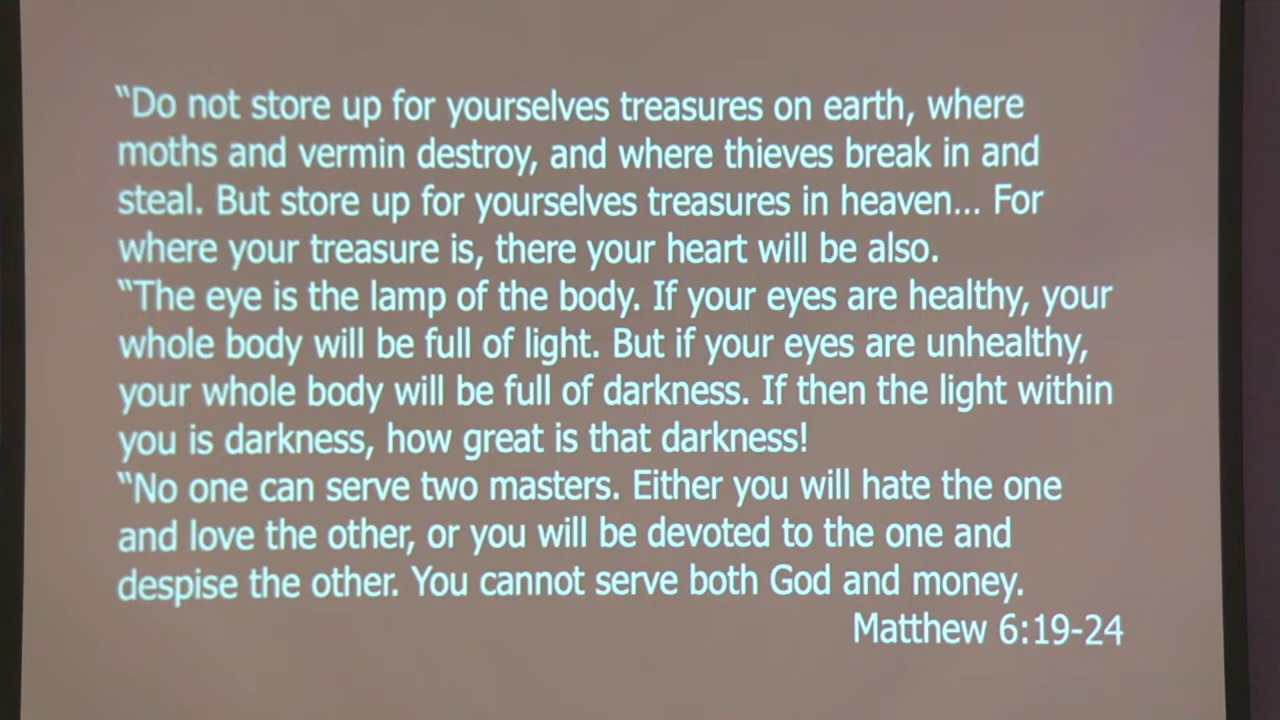 “Do not store up for yourselves treasures on earth, where
moths and vermin destroy, and where thieves break in and
steal. But store up for yourselves treasures in heaven... For
where your treasure is, there your heart will be also.
“The eye is the lamp of the body. If your eyes are healthy, your
whole body will be full of light. But if your eyes are unhealthy,
your whole body will be full of darkness. If then the light within
you is darkness, how great is that darkness!
“No one can serve two masters. Either you will hate the one
and love the other, or you will be devoted to the one and
despise the other. You cannot serve both God and money.
Matthew 6:19-24